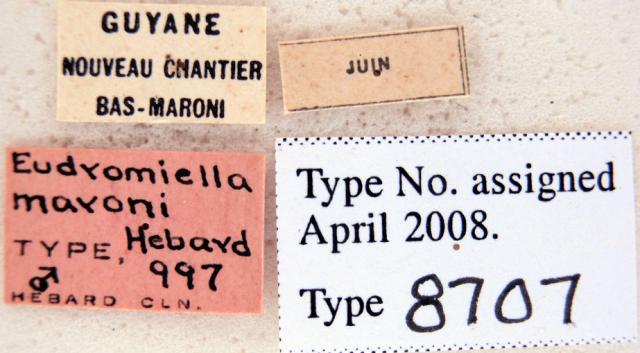 GUYANE
NOUVEAU CHANTIER
BAS-MARONI
JUIN
Eudromiella
maroni
TYPE, Hebard
♂ 997
HEBARD CLN.
Type No. assigned
April 2008.
Type 8707